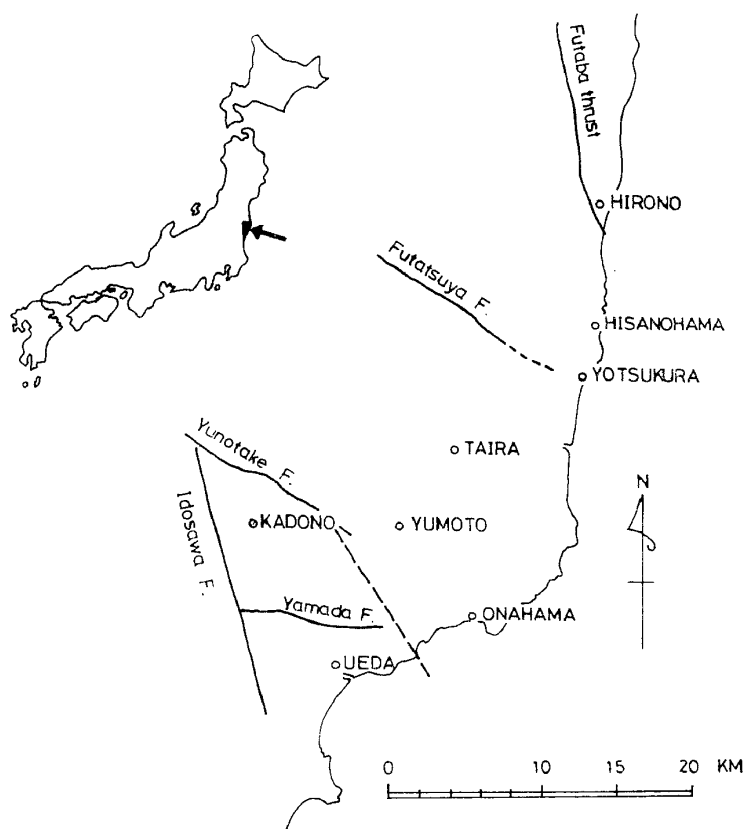 Futaba thrust
HIRONO
Futatsuya F.
HISANOHAMA
YOTSUKURA
Yunotake F.
TAIRA
Idosawa F.
KADONO
YUMOTO
N
Yamada F.
ONAHAMA
UEDA
0 10 15 20 KM